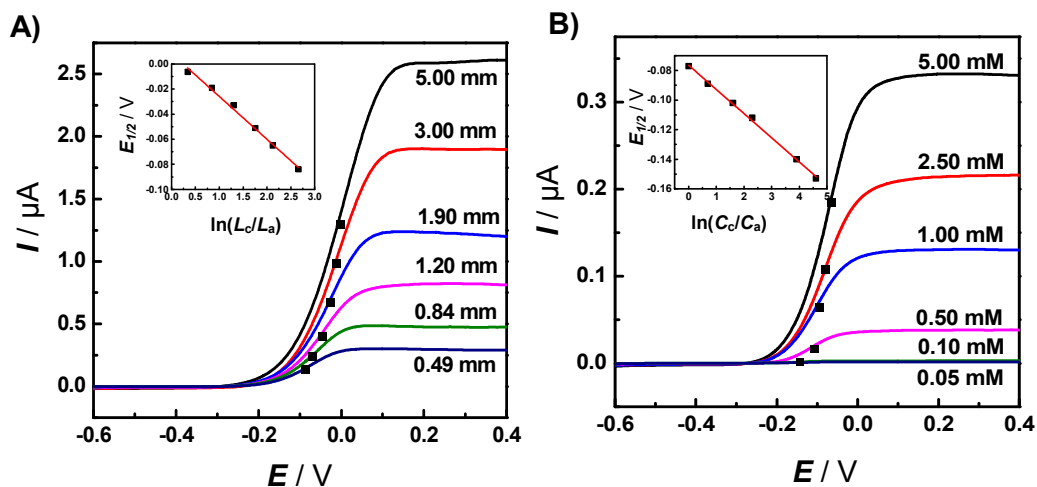 A)
2.5
2.0
1.5
1.0
0.5
0.0
I / µA
-0.6 -0.4 -0.2 0.0 0.2 0.4
E / V
5.00 mm
3.00 mm
1.90 mm
1.20 mm
0.84 mm
0.49 mm
0.00
-0.02
-0.04
-0.06
-0.08
-0.10
E1/2 / V
0.0 0.5 1.0 1.5 2.0 2.5 3.0
ln(Lc/La)
B)
0.3
0.2
0.1
0.0
I / µA
-0.6 -0.4 -0.2 0.0 0.2 0.4
E / V
5.00 mM
2.50 mM
1.00 mM
0.50 mM
0.10 mM
0.05 mM
-0.08
-0.10
-0.12
-0.14
-0.16
E1/2 / V
0 1 2 3 4 5
ln(Cc/Ca)